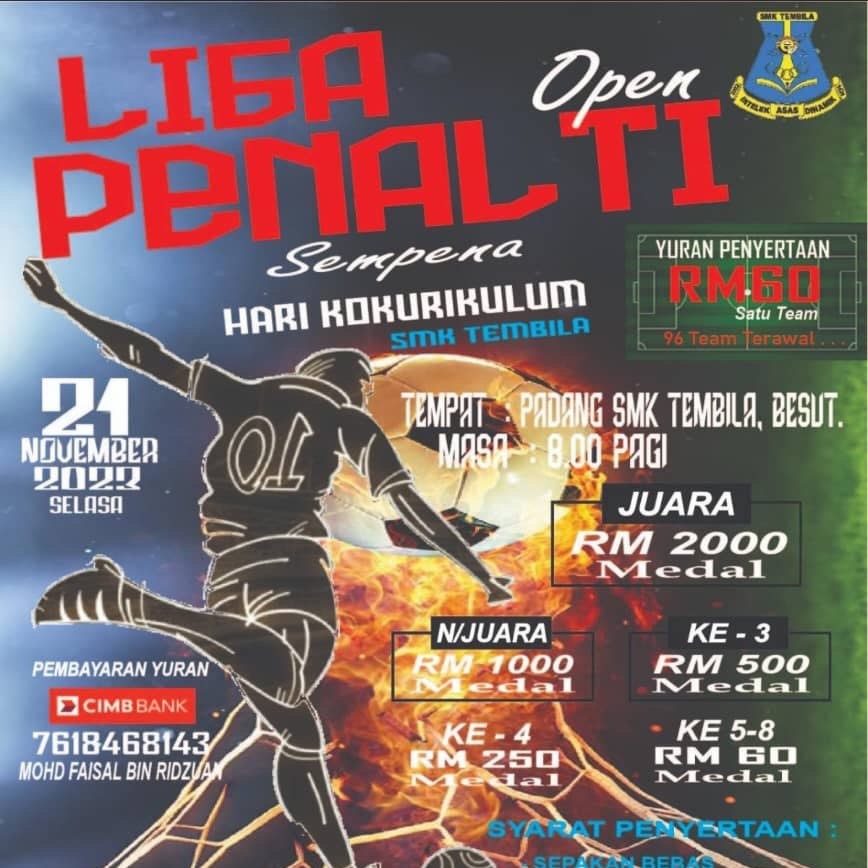 SMK TEMBILA
INTELEK ASAS DINAMIK
LIGA
Open
PENALTI
Sempena
HARI KOKURIKULUM
SMK TEMBILA
YURAN PENYERTAAN
RM60
Satu Team
96 Team Terawal . . .
21
NOVEMBER
2023
SELASA
TEMPAT : PADANG SMK TEMBILA, BESUT.
MASA : 8.00 PAGI
10
JUARA
RM 2000
Medal
N/JUARA
RM 1000
Medal
KE - 3
RM 500
Medal
KE - 4
RM 250
Medal
KE 5-8
RM 60
Medal
PEMBAYARAN YURAN
CIMB BANK
7618468143
MOHD FAISAL BIN RIDZUAN
SYARAT PENYERTAAN :
- SEPAKAN BEBAS